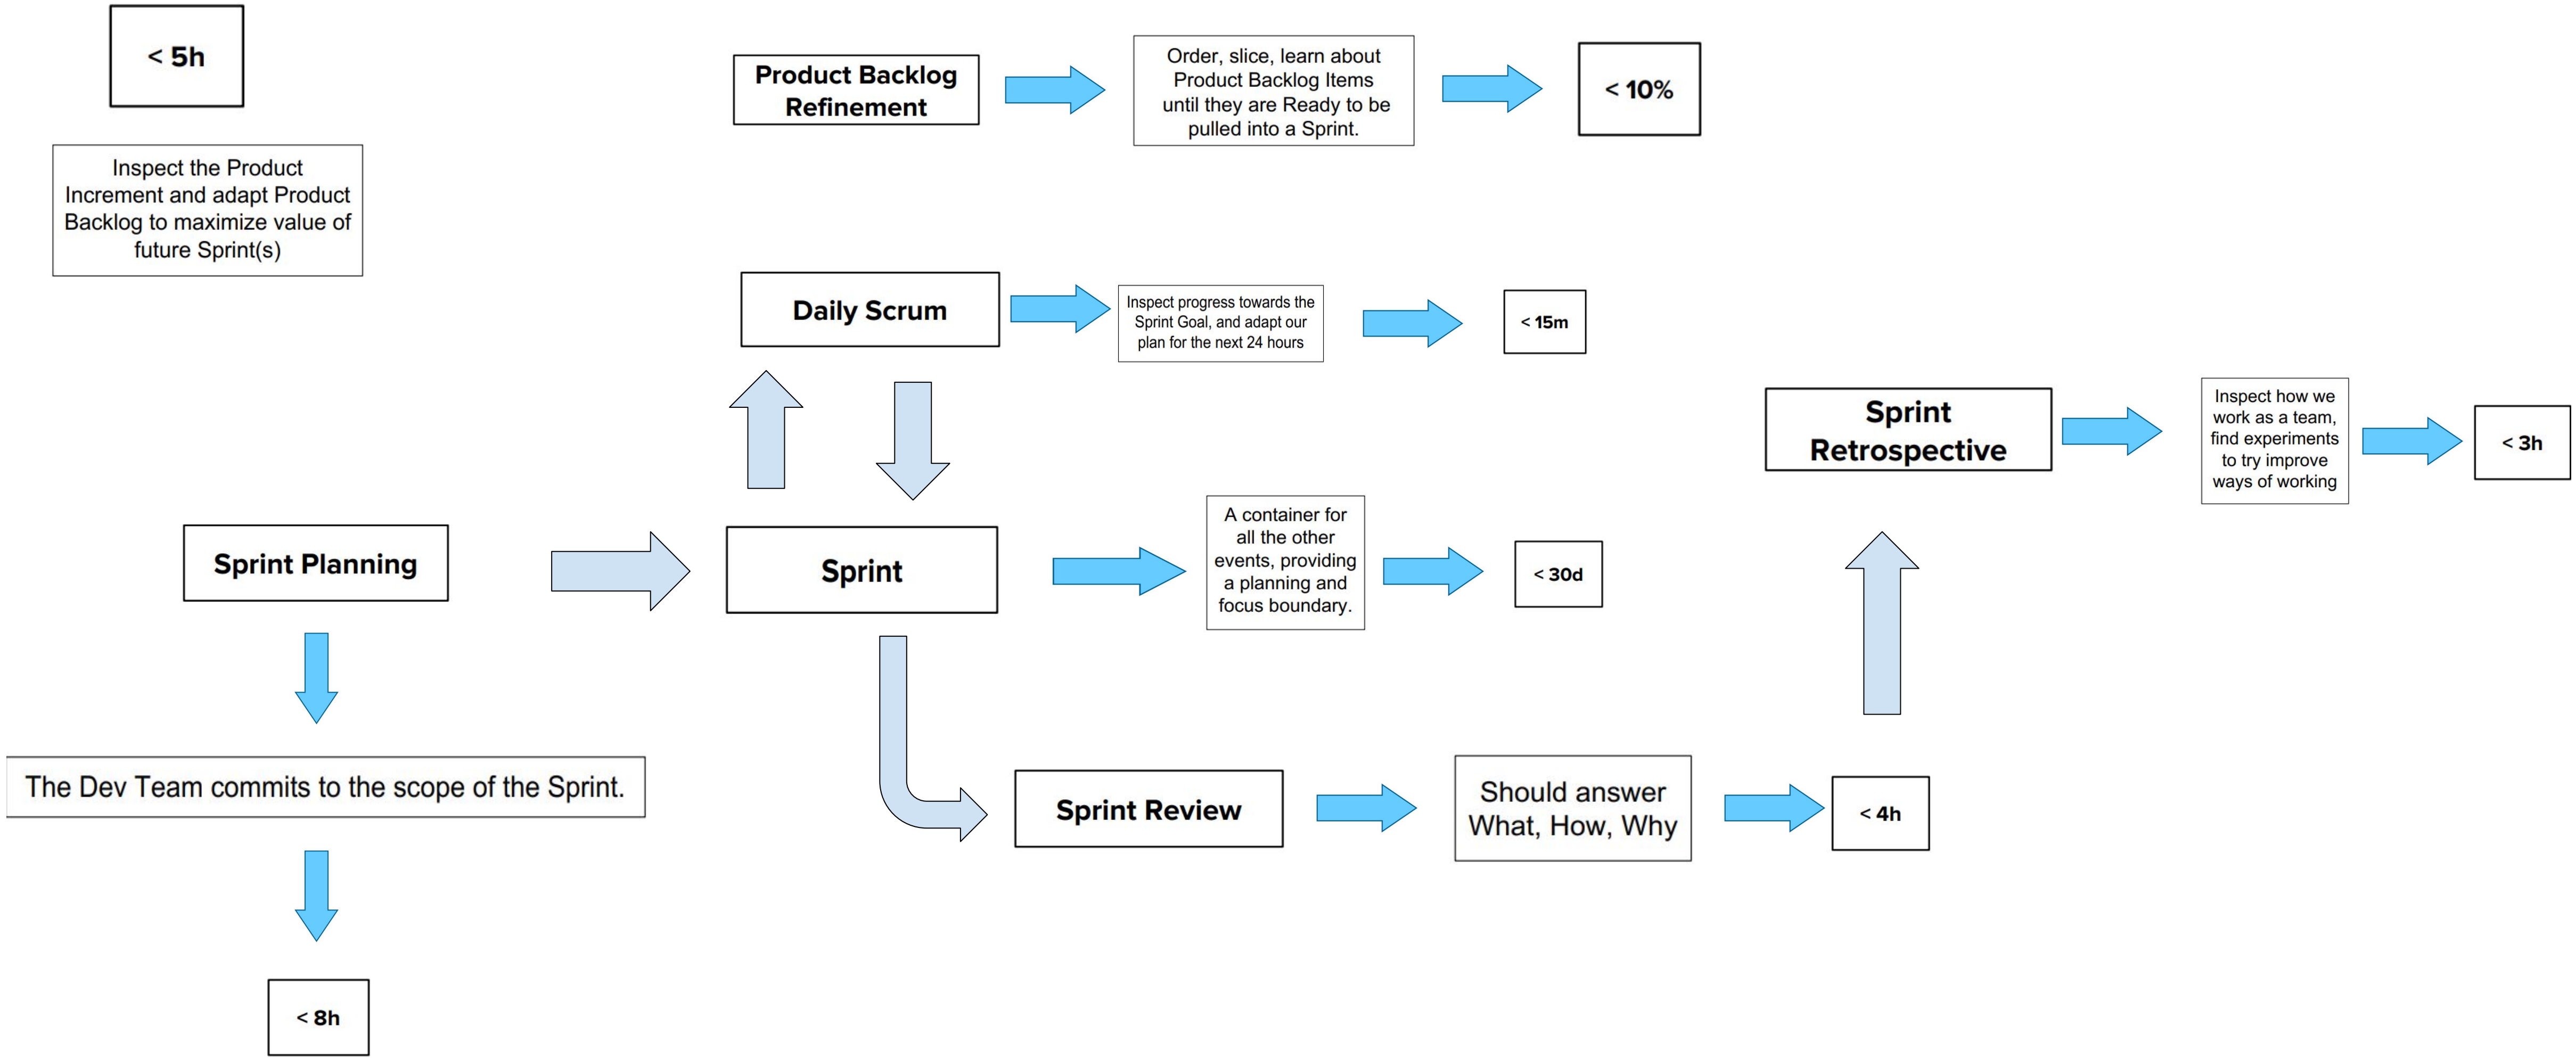 < 5h
Inspect the Product
Increment and adapt Product
Backlog to maximize value of
future Sprint(s)
Product Backlog
Refinement
Order, slice, learn about
Product Backlog Items
until they are Ready to be
pulled into a Sprint.
< 10%
Daily Scrum
Inspect progress towards the
Sprint Goal, and adapt our
plan for the next 24 hours
< 15m
Sprint
Retrospective
Inspect how we
work as a team,
find experiments
to try improve
ways of working
< 3h
Sprint Planning
Sprint
A container for
all the other
events, providing
a planning and
focus boundary.
< 30d
The Dev Team commits to the scope of the Sprint.
Sprint Review
Should answer
What, How, Why
< 4h
< 8h